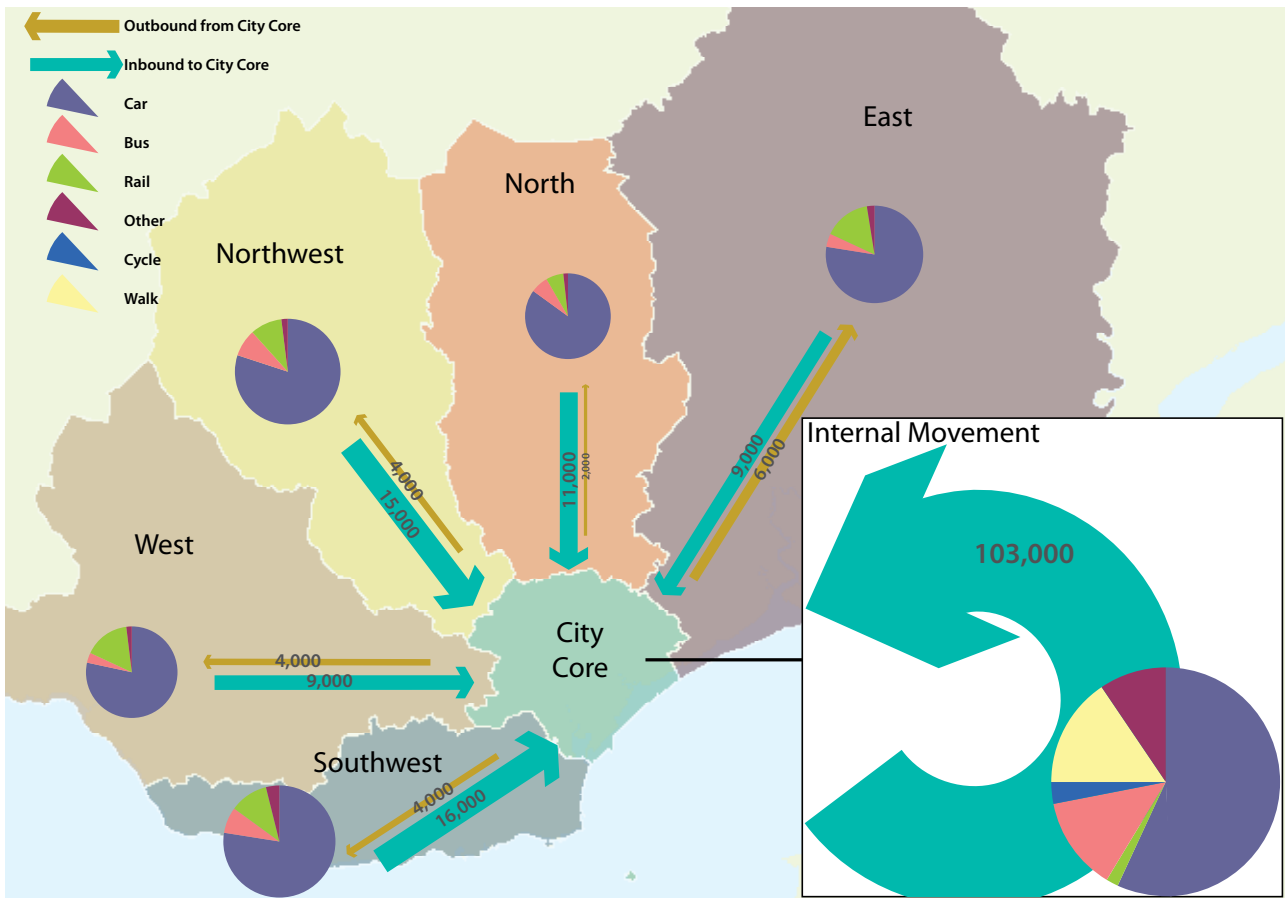 Outbound from City Core
Inbound to City Core
Car
Bus
Rail
Other
Cycle
Walk
East
North
Northwest
4,000
15,000
11,000
2,000
9,000
6,000
Internal Movement
103,000
West
City
Core
4,000
9,000
Southwest
4,000
16,000